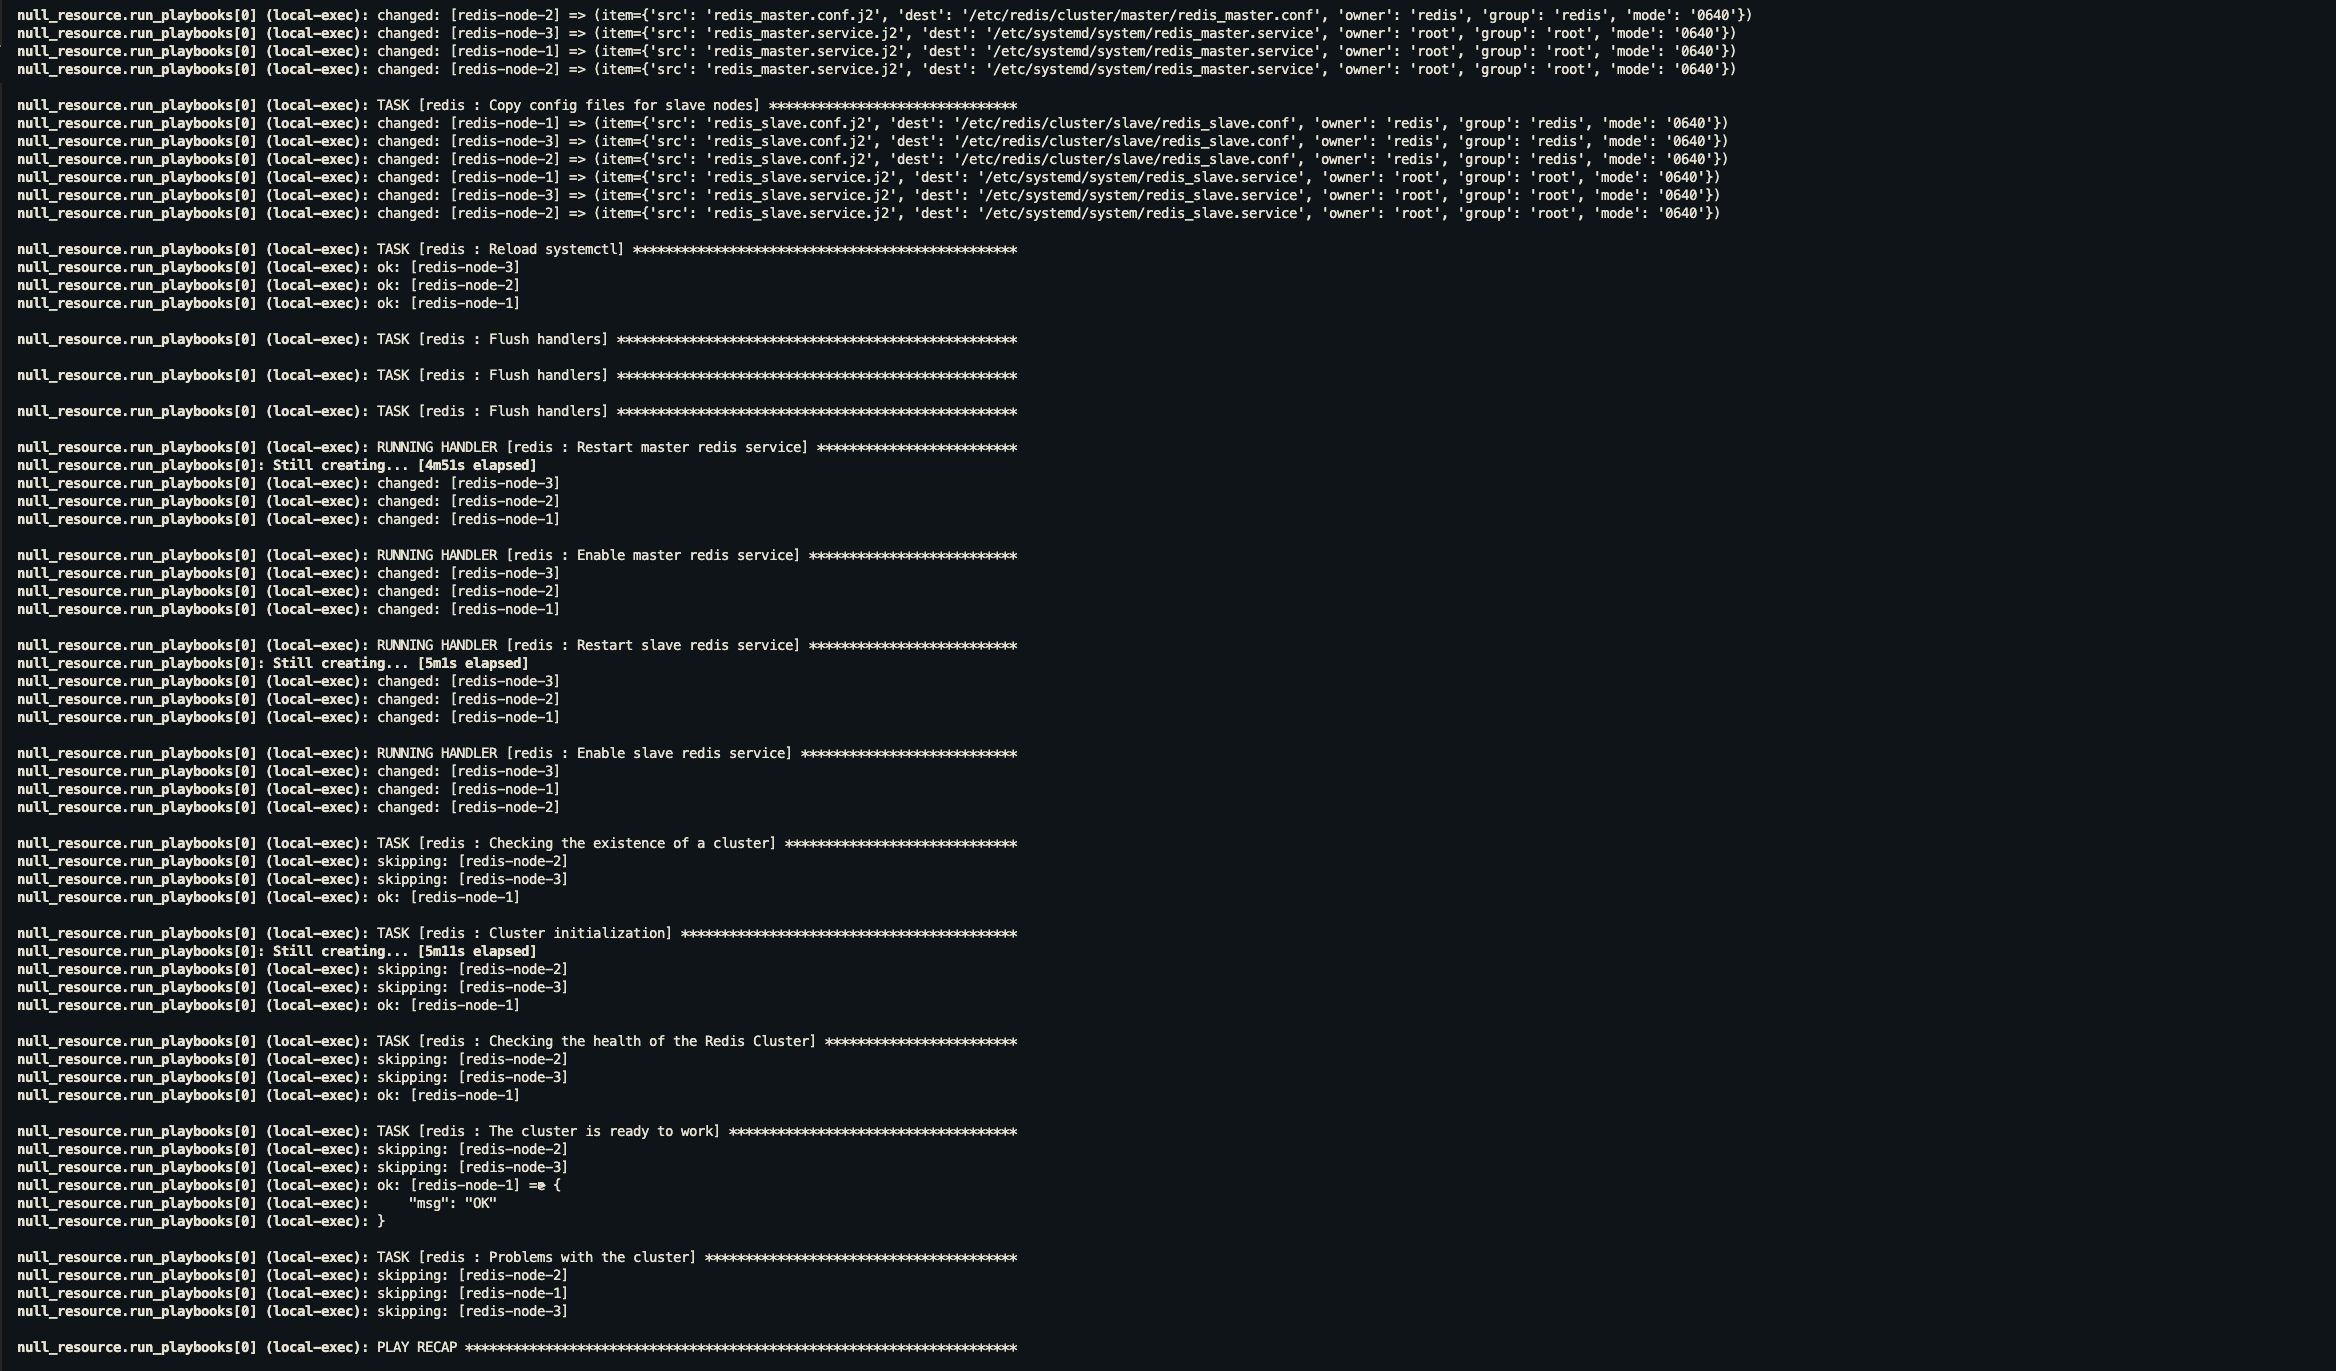 null_resource.run_playbooks[0] (local-exec): changed: [redis-node-2] => (item={'src': 'redis_master.conf.j2', 'dest': '/etc/redis/cluster/master/redis_master.conf', 'owner': 'redis', 'group': 'redis', 'mode': '0640'})
null_resource.run_playbooks[0] (local-exec): changed: [redis-node-3] => (item={'src': 'redis_master.service.j2', 'dest': '/etc/systemd/system/redis_master.service', 'owner': 'root', 'group': 'root', 'mode': '0640'})
null_resource.run_playbooks[0] (local-exec): changed: [redis-node-1] => (item={'src': 'redis_master.service.j2', 'dest': '/etc/systemd/system/redis_master.service', 'owner': 'root', 'group': 'root', 'mode': '0640'})
null_resource.run_playbooks[0] (local-exec): changed: [redis-node-2] => (item={'src': 'redis_master.service.j2', 'dest': '/etc/systemd/system/redis_master.service', 'owner': 'root', 'group': 'root', 'mode': '0640'})
null_resource.run_playbooks[0] (local-exec): TASK [redis : Copy config files for slave nodes] *******************************
null_resource.run_playbooks[0] (local-exec): changed: [redis-node-1] => (item={'src': 'redis_slave.conf.j2', 'dest': '/etc/redis/cluster/slave/redis_slave.conf', 'owner': 'redis', 'group': 'redis', 'mode': '0640'})
null_resource.run_playbooks[0] (local-exec): changed: [redis-node-3] => (item={'src': 'redis_slave.conf.j2', 'dest': '/etc/redis/cluster/slave/redis_slave.conf', 'owner': 'redis', 'group': 'redis', 'mode': '0640'})
null_resource.run_playbooks[0] (local-exec): changed: [redis-node-2] => (item={'src': 'redis_slave.conf.j2', 'dest': '/etc/redis/cluster/slave/redis_slave.conf', 'owner': 'redis', 'group': 'redis', 'mode': '0640'})
null_resource.run_playbooks[0] (local-exec): changed: [redis-node-1] => (item={'src': 'redis_slave.service.j2', 'dest': '/etc/systemd/system/redis_slave.service', 'owner': 'root', 'group': 'root', 'mode': '0640'})
null_resource.run_playbooks[0] (local-exec): changed: [redis-node-3] => (item={'src': 'redis_slave.service.j2', 'dest': '/etc/systemd/system/redis_slave.service', 'owner': 'root', 'group': 'root', 'mode': '0640'})
null_resource.run_playbooks[0] (local-exec): changed: [redis-node-2] => (item={'src': 'redis_slave.service.j2', 'dest': '/etc/systemd/system/redis_slave.service', 'owner': 'root', 'group': 'root', 'mode': '0640'})
null_resource.run_playbooks[0] (local-exec): TASK [redis : Reload systemctl] ************************************************
null_resource.run_playbooks[0] (local-exec): ok: [redis-node-3]
null_resource.run_playbooks[0] (local-exec): ok: [redis-node-2]
null_resource.run_playbooks[0] (local-exec): ok: [redis-node-1]
null_resource.run_playbooks[0] (local-exec): TASK [redis : Flush handlers] **************************************************
null_resource.run_playbooks[0] (local-exec): TASK [redis : Flush handlers] **************************************************
null_resource.run_playbooks[0] (local-exec): TASK [redis : Flush handlers] **************************************************
null_resource.run_playbooks[0] (local-exec): RUNNING HANDLER [redis : Restart master redis service] *************************
null_resource.run_playbooks[0]: Still creating... [4m51s elapsed]
null_resource.run_playbooks[0] (local-exec): changed: [redis-node-3]
null_resource.run_playbooks[0] (local-exec): changed: [redis-node-2]
null_resource.run_playbooks[0] (local-exec): changed: [redis-node-1]
null_resource.run_playbooks[0] (local-exec): RUNNING HANDLER [redis : Enable master redis service] **************************
null_resource.run_playbooks[0] (local-exec): changed: [redis-node-3]
null_resource.run_playbooks[0] (local-exec): changed: [redis-node-2]
null_resource.run_playbooks[0] (local-exec): changed: [redis-node-1]
null_resource.run_playbooks[0] (local-exec): RUNNING HANDLER [redis : Restart slave redis service] **************************
null_resource.run_playbooks[0]: Still creating... [5m1s elapsed]
null_resource.run_playbooks[0] (local-exec): changed: [redis-node-3]
null_resource.run_playbooks[0] (local-exec): changed: [redis-node-2]
null_resource.run_playbooks[0] (local-exec): changed: [redis-node-1]
null_resource.run_playbooks[0] (local-exec): RUNNING HANDLER [redis : Enable slave redis service] ***************************
null_resource.run_playbooks[0] (local-exec): changed: [redis-node-3]
null_resource.run_playbooks[0] (local-exec): changed: [redis-node-1]
null_resource.run_playbooks[0] (local-exec): changed: [redis-node-2]
null_resource.run_playbooks[0] (local-exec): TASK [redis : Checking the existence of a cluster] *****************************
null_resource.run_playbooks[0] (local-exec): skipping: [redis-node-2]
null_resource.run_playbooks[0] (local-exec): skipping: [redis-node-3]
null_resource.run_playbooks[0] (local-exec): ok: [redis-node-1]
null_resource.run_playbooks[0] (local-exec): TASK [redis : Cluster initialization] ******************************************
null_resource.run_playbooks[0]: Still creating... [5m11s elapsed]
null_resource.run_playbooks[0] (local-exec): skipping: [redis-node-2]
null_resource.run_playbooks[0] (local-exec): skipping: [redis-node-3]
null_resource.run_playbooks[0] (local-exec): ok: [redis-node-1]
null_resource.run_playbooks[0] (local-exec): TASK [redis : Checking the health of the Redis Cluster] ************************
null_resource.run_playbooks[0] (local-exec): skipping: [redis-node-2]
null_resource.run_playbooks[0] (local-exec): skipping: [redis-node-3]
null_resource.run_playbooks[0] (local-exec): ok: [redis-node-1]
null_resource.run_playbooks[0] (local-exec): TASK [redis : The cluster is ready to work] ************************************
null_resource.run_playbooks[0] (local-exec): skipping: [redis-node-2]
null_resource.run_playbooks[0] (local-exec): skipping: [redis-node-3]
null_resource.run_playbooks[0] (local-exec): ok: [redis-node-1] => {
null_resource.run_playbooks[0] (local-exec):     "msg": "OK"
null_resource.run_playbooks[0] (local-exec): }
null_resource.run_playbooks[0] (local-exec): TASK [redis : Problems with the cluster] ***************************************
null_resource.run_playbooks[0] (local-exec): skipping: [redis-node-2]
null_resource.run_playbooks[0] (local-exec): skipping: [redis-node-1]
null_resource.run_playbooks[0] (local-exec): skipping: [redis-node-3]
null_resource.run_playbooks[0] (local-exec): PLAY RECAP *********************************************************************